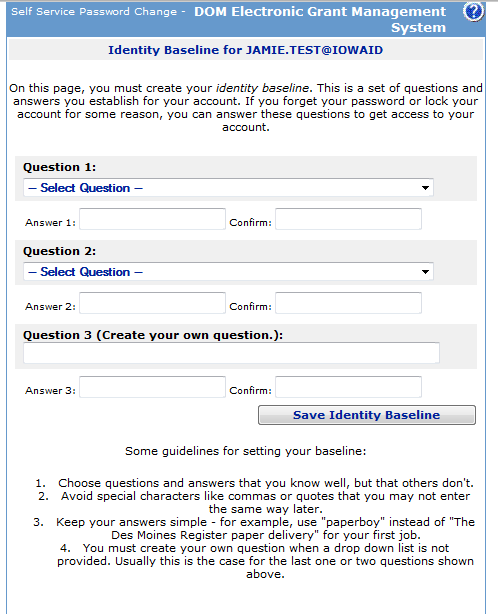 Self Service Password Change - DOM Electronic Grant Management
System
?
Identity Baseline for JAMIE.TEST@IOWAID
On this page, you must create your identity baseline. This is a set of questions and
answers you establish for your account. If you forget your password or lock your
account for some reason, you can answer these questions to get access to your
account.
Question 1:
-- Select Question --
Answer 1: Confirm:
Question 2:
-- Select Question --
Answer 2: Confirm:
Question 3 (Create your own question.):
Answer 3: Confirm:
Save Identity Baseline
Some guidelines for setting your baseline:
1. Choose questions and answers that you know well, but that others don't.
2. Avoid special characters like commas or quotes that you may not enter
the same way later.
3. Keep your answers simple - for example, use "paperboy" instead of "The
Des Moines Register paper delivery" for your first job.
4. You must create your own question when a drop down list is not
provided. Usually this is the case for the last one or two questions shown
above.